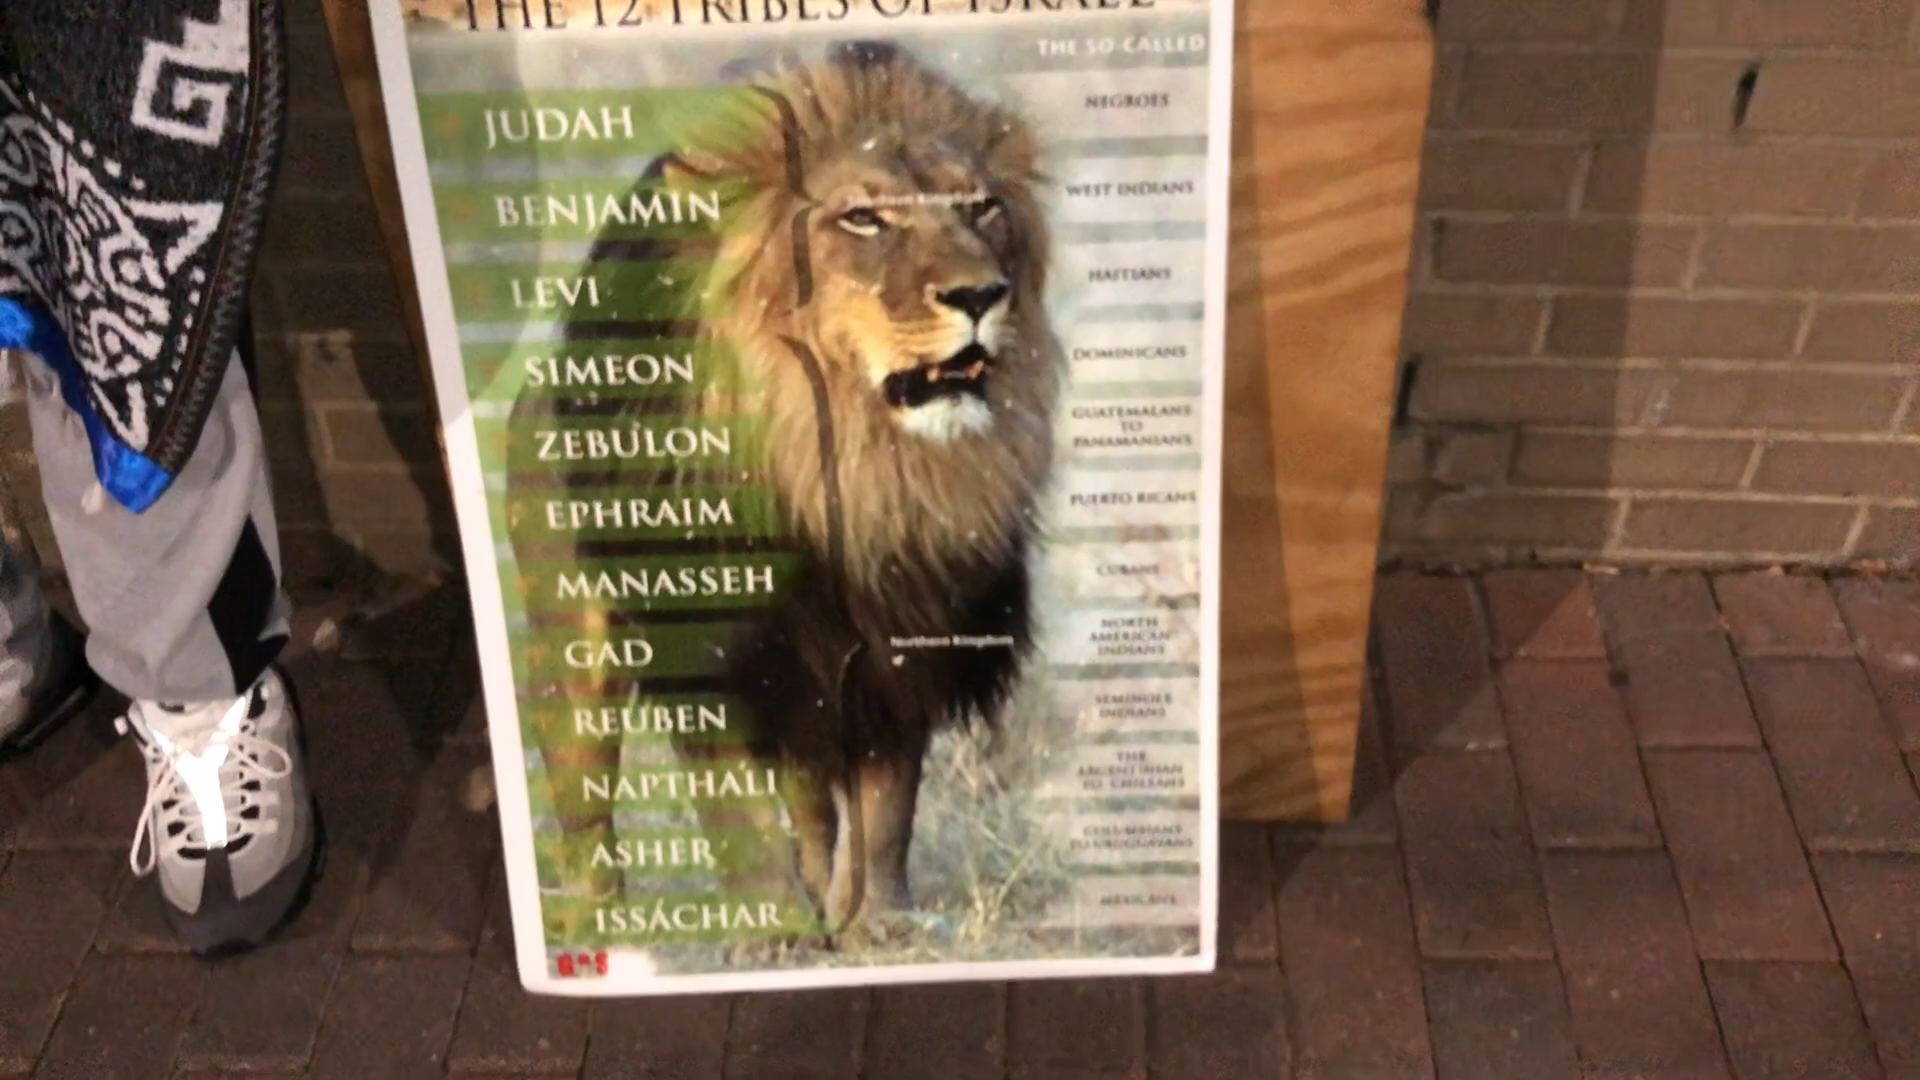 THE 12 TRIBES OF ISRAEL
THE SO-CALLED
JUDAH
NEGROES
BENJAMIN
WEST INDIANS
LEVI
HAITIANS
SIMEON
DOMINICANS
ZEBULON
GUATEMALANS
TO
PANAMANIANS
EPHRAIM
PUERTO RICANS
MANASSEH
CUBANS
GAD
NORTH
AMERICAN
INDIANS
Northern Kingdom
REUBEN
SEMINOLE
INDIANS
NAPTHALI
THE
ARGENTINIAN
TO CHILEANS
ASHER
COLUMBIANS
TO URUGUAYANS
ISSACHAR
MEXICANS